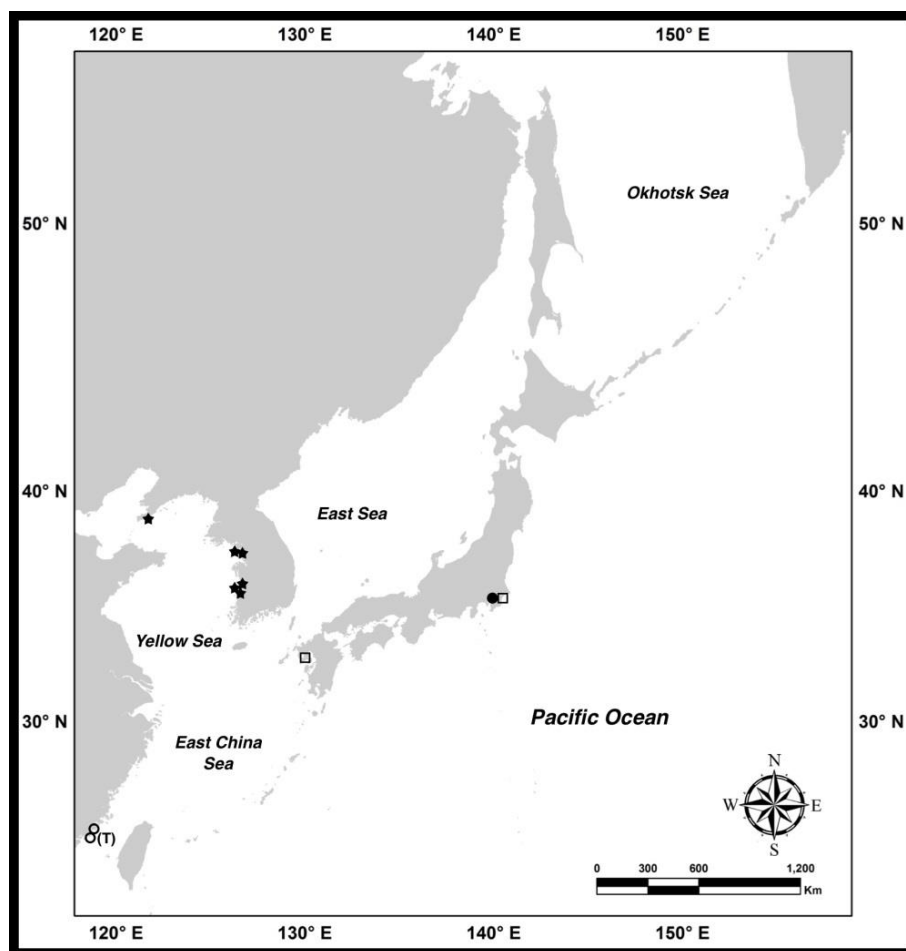 120° E 130° E 140° E 150° E
Okhotsk Sea
50° N 50° N
40° N 40° N
East Sea
Yellow Sea
30° N 30° N
Pacific Ocean
East China
Sea
N
W E
S
(T)
0 300 600 1,200
Km
120° E 130° E 140° E 150° E